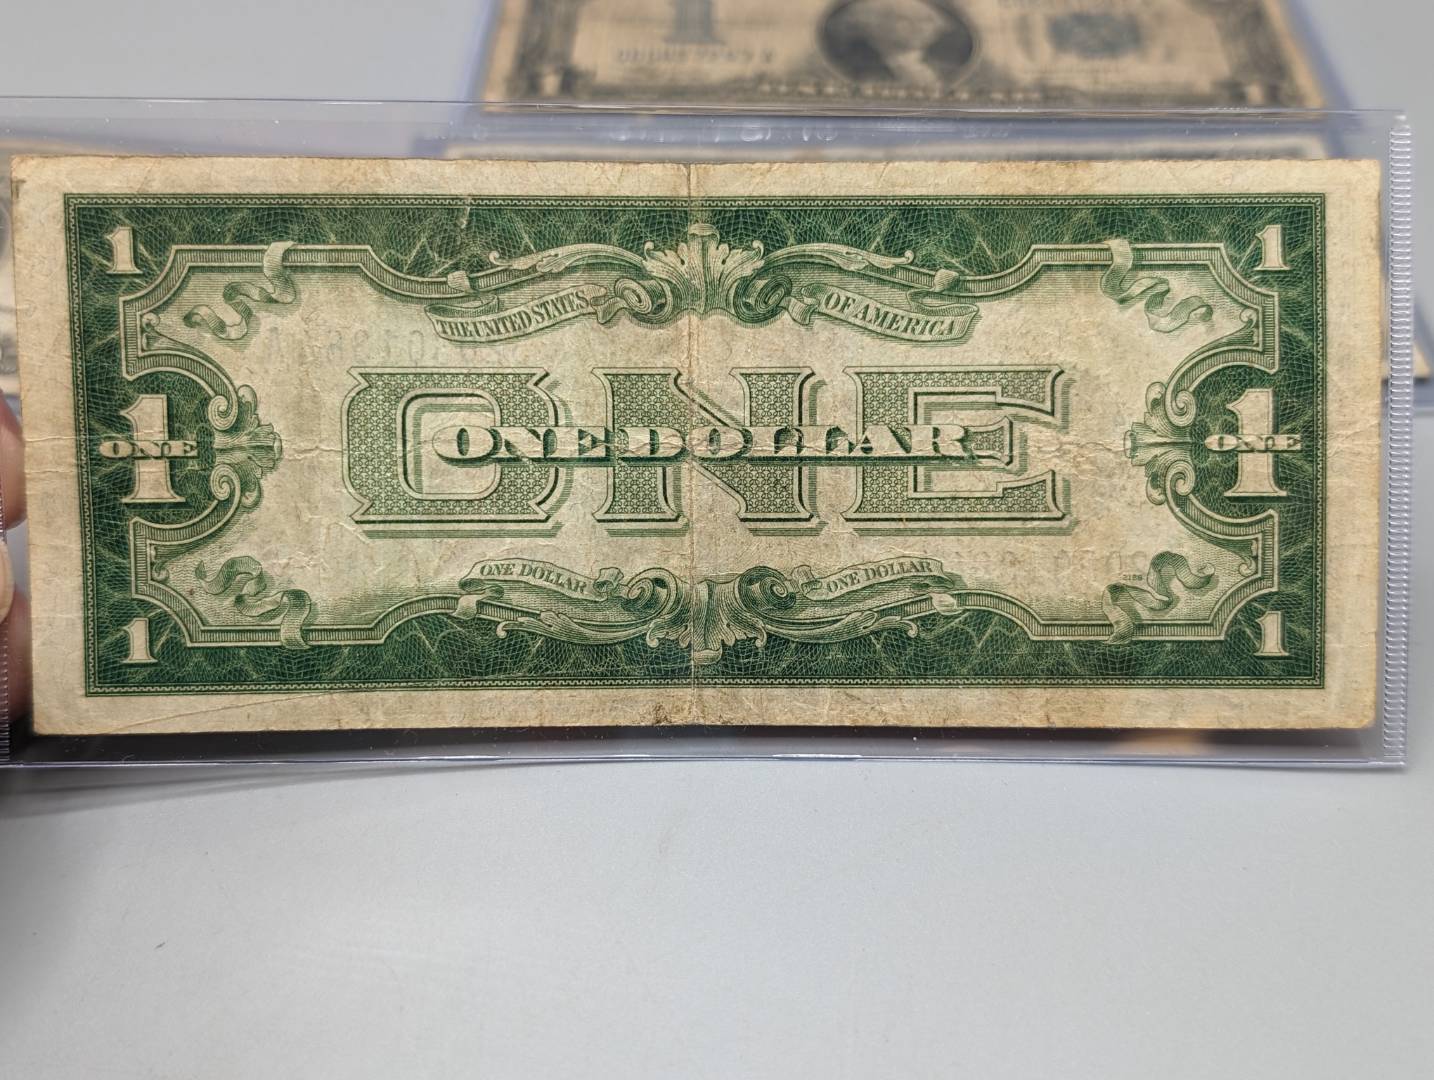 1
1
THE UNITED STATES
OF AMERICA
ONE
1
ONE
ONE DOLLAR
1
ONE
ONE DOLLAR
ONE DOLLAR
2188
1
1